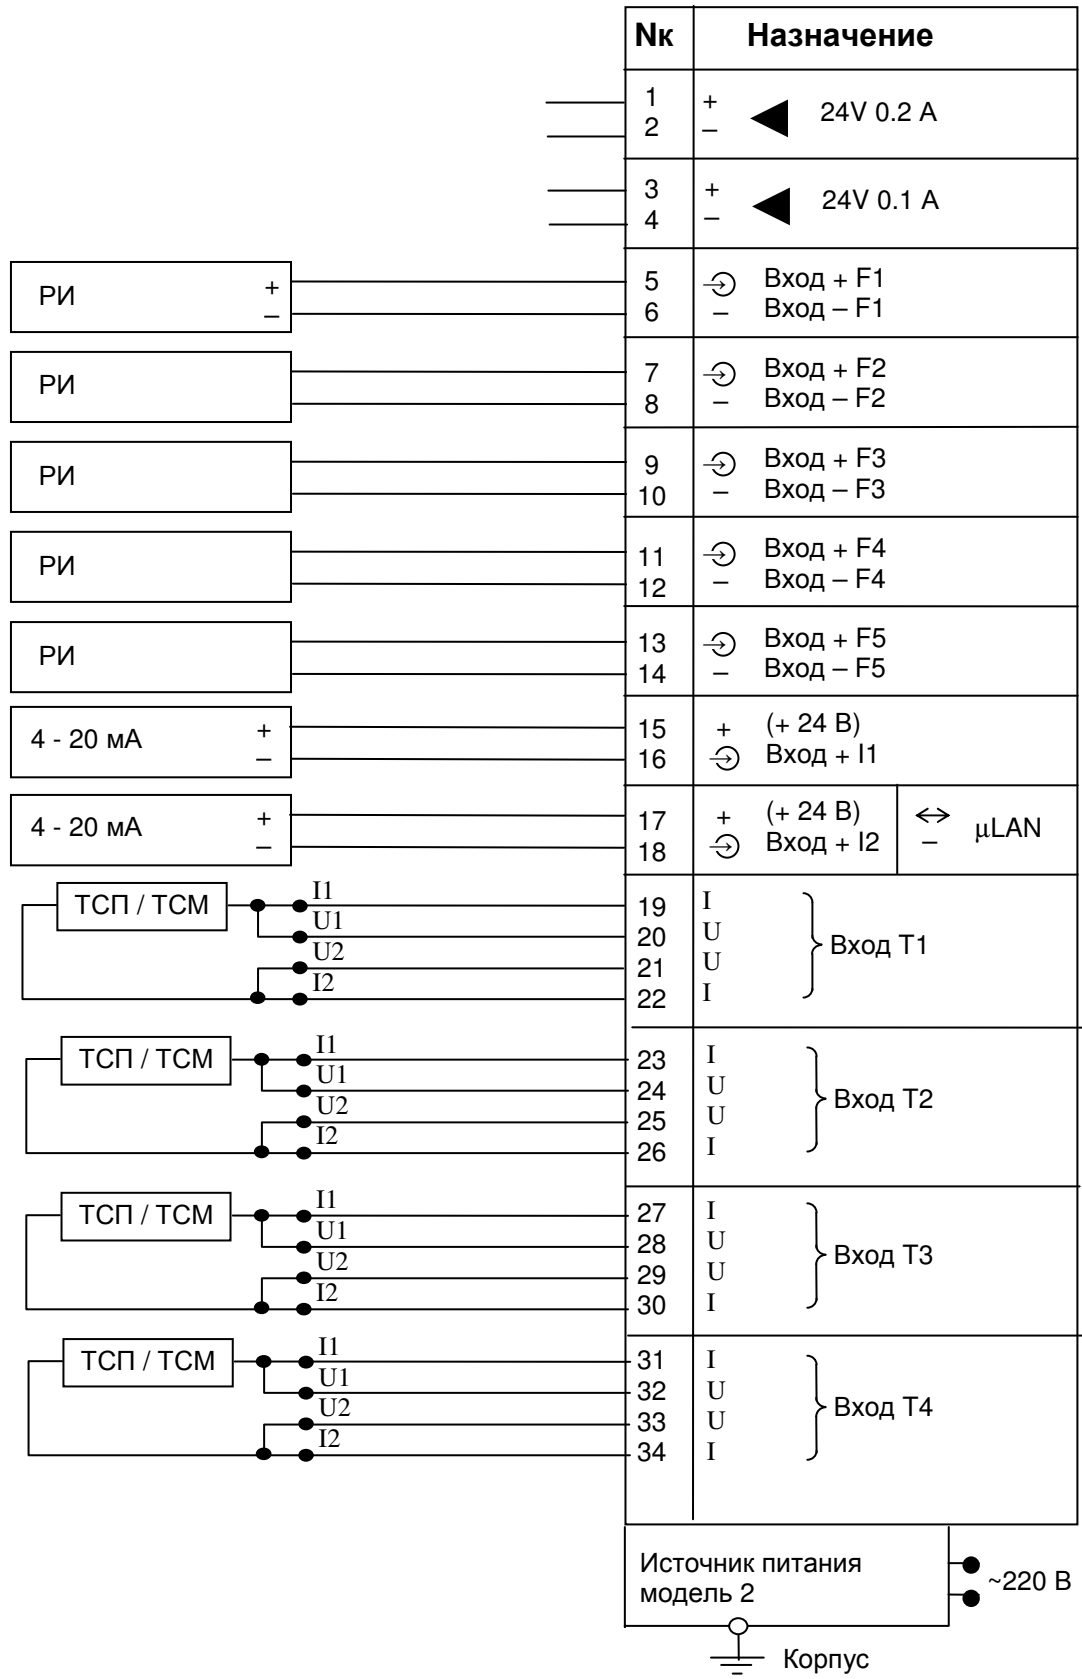 Nк Назначение
1 + 24V 0.2 A
2 –
3 + 24V 0.1 A
4 –
РИ + 5 Вход + F1
– 6 – Вход – F1
РИ 7 Вход + F2
8 – Вход – F2
РИ 9 Вход + F3
10 – Вход – F3
РИ 11 Вход + F4
12 – Вход – F4
РИ 13 Вход + F5
14 – Вход – F5
4 - 20 мА + 15 + (+ 24 В)
– 16 Вход + I1
4 - 20 мА + 17 + (+ 24 В) ↔ µLAN
– 18 Вход + I2 –
ТСП / ТСМ I1 19 I
U1 20 U Вход Т1
U2 21 U
I2 22 I
ТСП / ТСМ I1 23 I
U1 24 U Вход Т2
U2 25 U
I2 26 I
ТСП / ТСМ I1 27 I
U1 28 U Вход Т3
U2 29 U
I2 30 I
ТСП / ТСМ I1 31 I
U1 32 U Вход Т4
U2 33 U
I2 34 I
Источник питания
модель 2
~220 В
Корпус